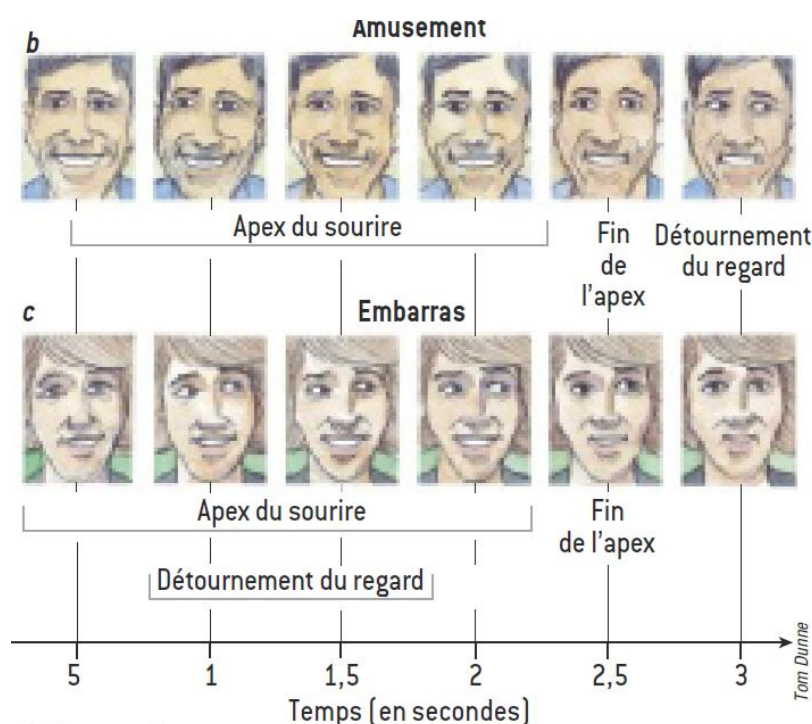 Amusement
b
Apex du sourire
Fin
de
l'apex
Détournement
du regard
c
Embarras
Apex du sourire
Fin
de l'apex
Détournement du regard
5 1 1,5 2 2,5 3
Temps (en secondes)
Tom Dunne